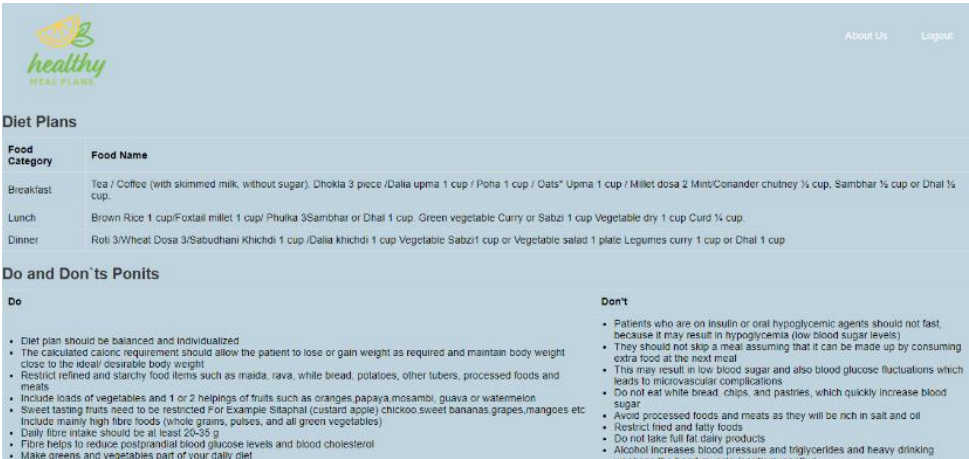 healthy
MEAL PLANS
About Us
Logout
Diet Plans
Food
Category
Food Name
Breakfast
Tea / Coffee (with skimmed milk, without sugar). Dhokla 3 piece /Dalia upma 1 cup / Poha 1 cup / Oats* Upma 1 cup / Millet dosa 2 Mint/Coriander chutney ½ cup, Sambhar ½ cup or Dhal ½
cup.
Lunch
Brown Rice 1 cup/Foxtail millet 1 cup/ Phulka 3Sambhar or Dhal 1 cup. Green vegetable Curry or Sabzi 1 cup Vegetable dry 1 cup Curd ¼ cup.
Dinner
Roti 3/Wheat Dosa 3/Sabudhani Khichdi 1 cup /Dalia khichdi 1 cup Vegetable Sabzi1 cup or Vegetable salad 1 plate Legumes curry 1 cup or Dhal 1 cup
Do and Don`ts Ponits
Do
• Diet plan should be balanced and individualized
• The calculated caloric requirement should allow the patient to lose or gain weight as required and maintain body weight
close to the ideal/ desirable body weight
• Restrict refined and starchy food items such as maida, rava, white bread, potatoes, other tubers, processed foods and
meats
• Include loads of vegetables and 1 or 2 helpings of fruits such as oranges,papaya,mosambi, guava or watermelon
• Sweet tasting fruits need to be restricted For Example Sitaphal (custard apple) chickoo,sweet bananas,grapes,mangoes etc
Include mainly high fibre foods (whole grains, pulses, and all green vegetables)
• Daily fibre intake should be at least 20-35 g
• Fibre helps to reduce postprandial blood glucose levels and blood cholesterol
• Make greens and vegetables part of your daily diet
Don't
• Patients who are on insulin or oral hypoglycemic agents should not fast,
because it may result in hypoglycemia (low blood sugar levels)
• They should not skip a meal assuming that it can be made up by consuming
extra food at the next meal
• This may result in low blood sugar and also blood glucose fluctuations which
leads to microvascular complications
• Do not eat white bread, chips, and pastries, which quickly increase blood
sugar
• Avoid processed foods and meats as they will be rich in salt and oil
• Restrict fried and fatty foods
• Do not take full fat dairy products
• Alcohol increases blood pressure and triglycerides and heavy drinking